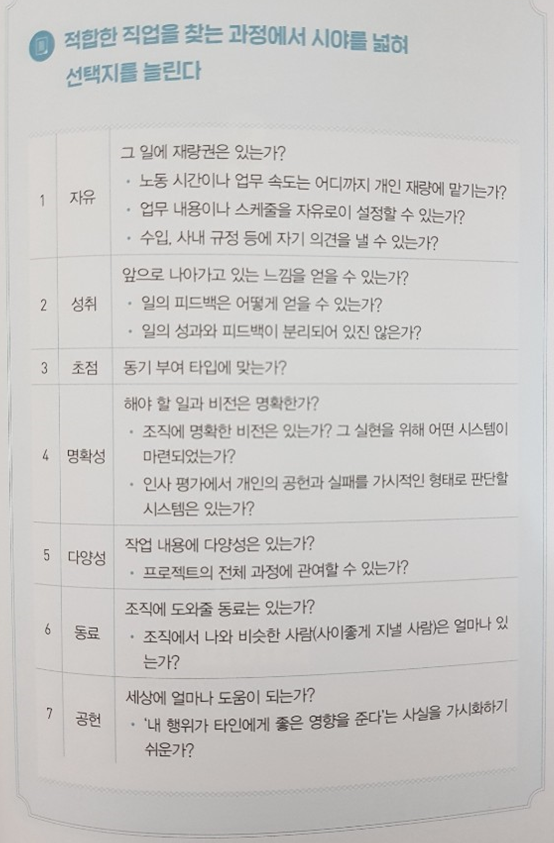 적합한 직업을 찾는 과정에서 시야를 넓혀
선택지를 늘린다
그 일에 재량권은 있는가?
1 자유
· 노동 시간이나 업무 속도는 어디까지 개인 재량에 맡기는가?
· 업무 내용이나 스케줄을 자유로이 설정할 수 있는가?
· 수입, 사내 규정 등에 자기 의견을 낼 수 있는가?
앞으로 나아가고 있는 느낌을 얻을 수 있는가?
2 성취
· 일의 피드백은 어떻게 얻을 수 있는가?
· 일의 성과와 피드백이 분리되어 있진 않은가?
3 초점 동기 부여 타입에 맞는가?
해야 할 일과 비전은 명확한가?
4 명확성
· 조직에 명확한 비전은 있는가? 그 실현을 위해 어떤 시스템이
마련되었는가?
· 인사 평가에서 개인의 공헌과 실패를 가시적인 형태로 판단할
시스템은 있는가?
5 다양성
작업 내용에 다양성은 있는가?
· 프로젝트의 전체 과정에 관여할 수 있는가?
6 동료
조직에 도와줄 동료는 있는가?
· 조직에서 나와 비슷한 사람(사이좋게 지낼 사람)은 얼마나 있
는가?
7 공헌
세상에 얼마나 도움이 되는가?
· '내 행위가 타인에게 좋은 영향을 준다'는 사실을 가시화하기
쉬운가?